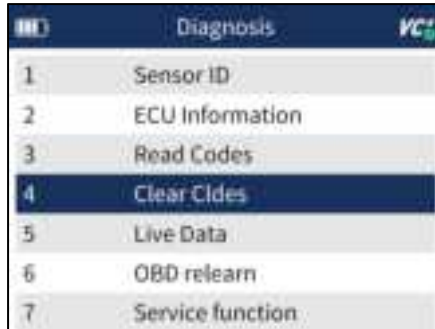 Diagnosis
1 Sensor ID
2 ECU Information
3 Read Codes
4 Clear Cldes
5 Live Data
6 OBD relearn
7 Service function